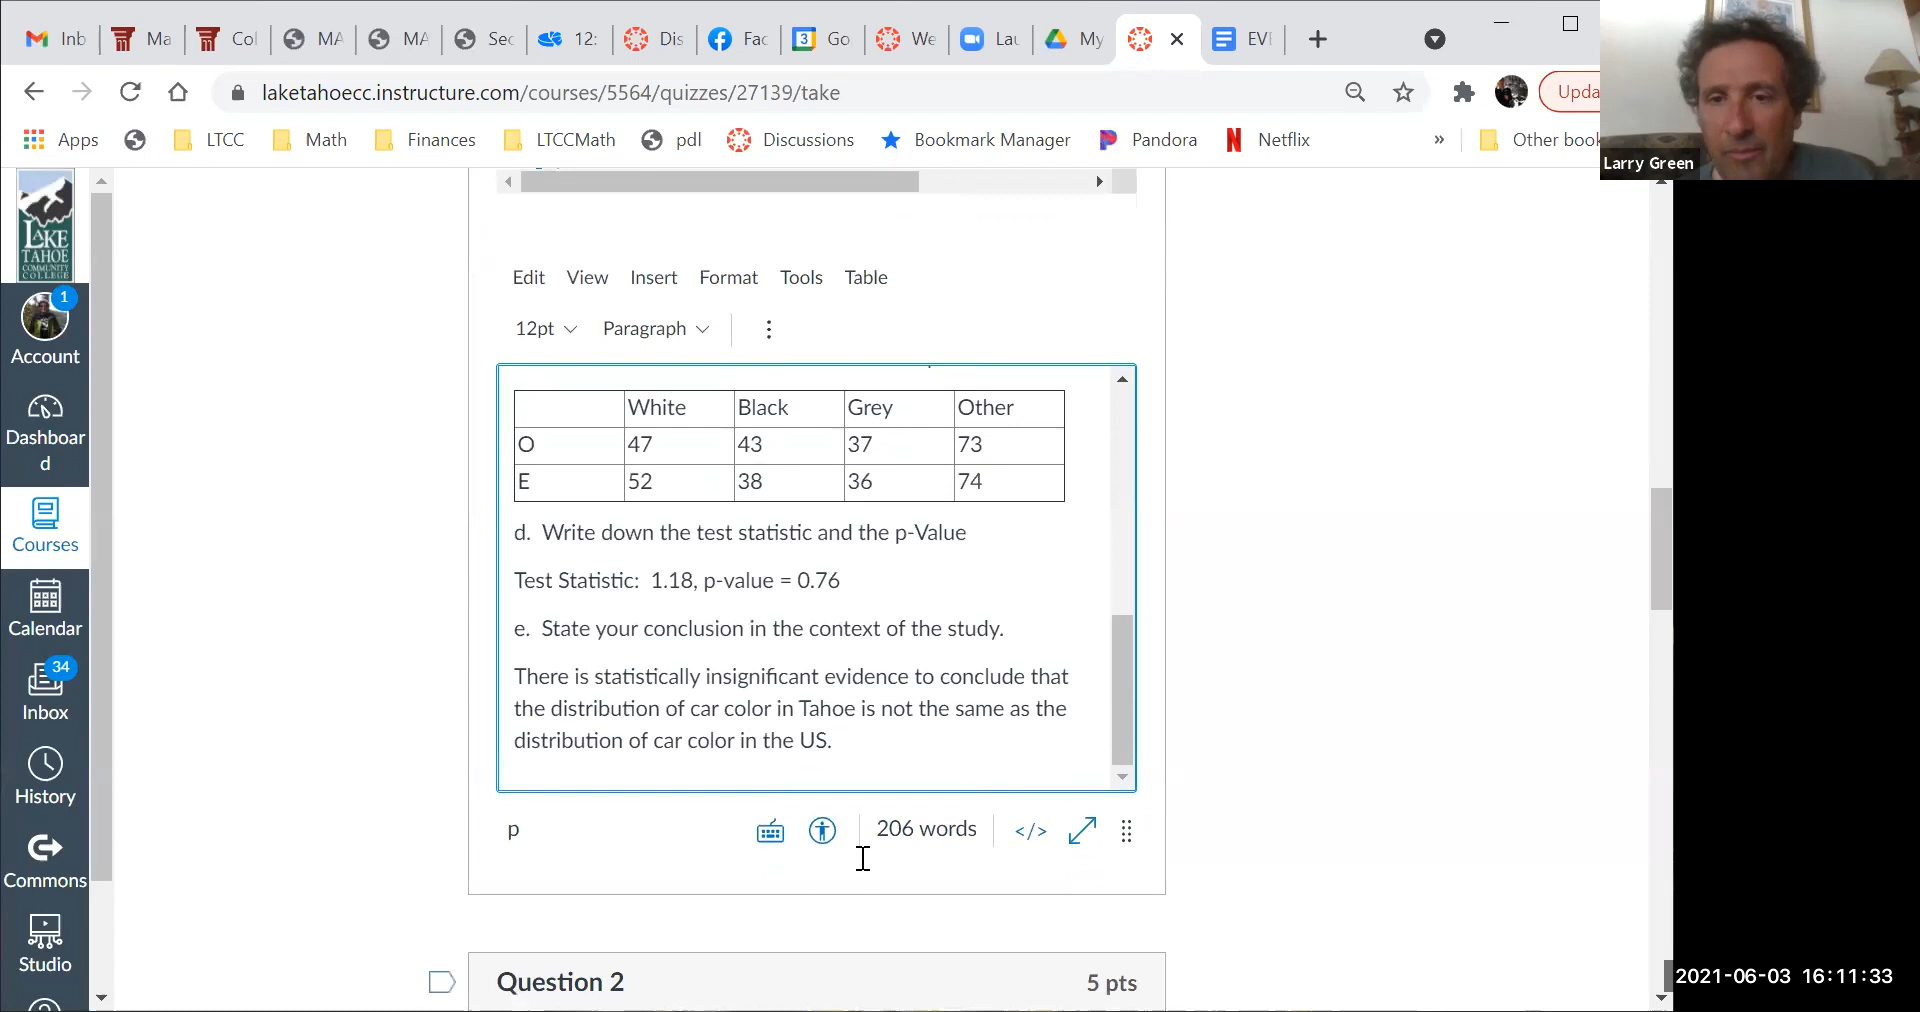 Inb
Ma
Col
MA
MA
Sec
12:
Dis
Fac
Go
We
Lau
My
EVI
laketahoecc.instructure.com/courses/5564/quizzes/27139/take
Upda
Apps
LTCC
Math
Finances
LTCCMath
pdl
Discussions
Bookmark Manager
Pandora
Netflix
»
Other book
Larry Green
LAKE
TAHOE
COMMUNITY
COLLEGE
1
Account
Dashboar
d
Courses
Calendar
34
Inbox
History
Commons
Studio
Edit View Insert Format Tools Table
12pt Paragraph
White Black Grey Other
O 47 43 37 73
E 52 38 36 74
d. Write down the test statistic and the p-Value
Test Statistic: 1.18, p-value = 0.76
e. State your conclusion in the context of the study.
There is statistically insignificant evidence to conclude that
the distribution of car color in Tahoe is not the same as the
distribution of car color in the US.
p
206 words
</>
Question 2
5 pts
2021-06-03 16:11:33